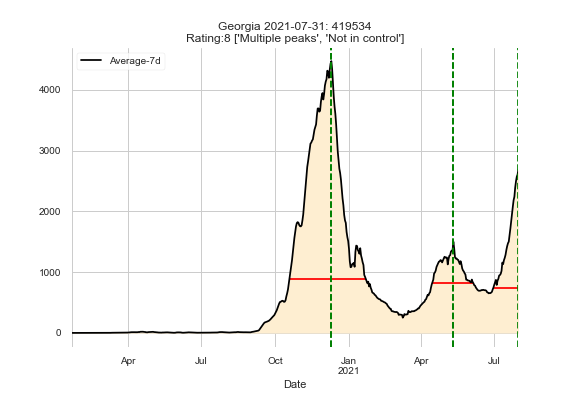 Georgia 2021-07-31: 419534
Rating:8 ['Multiple peaks', 'Not in control']
Average-7d
4000
3000
2000
1000
0
Apr Jul Oct Jan Apr Jul
2021
Date